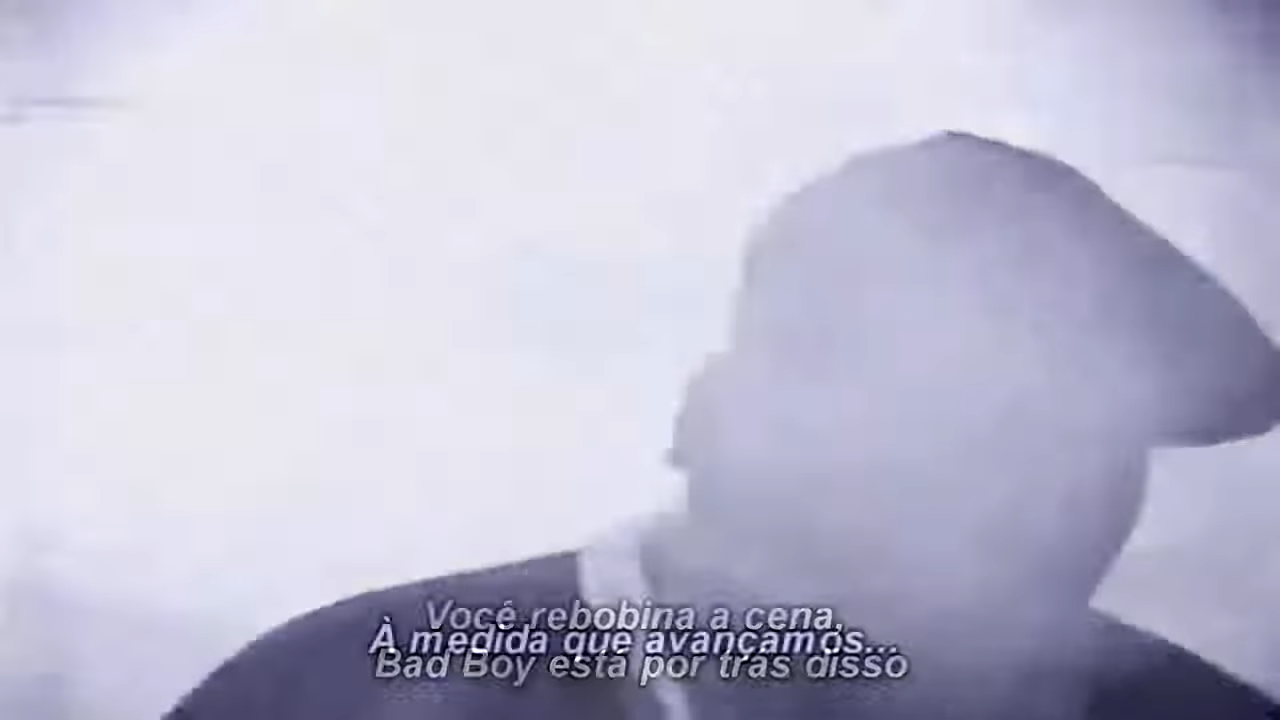 Você rebobina a cena,
À medida que avançamos...
Bad Boy está por trás disso